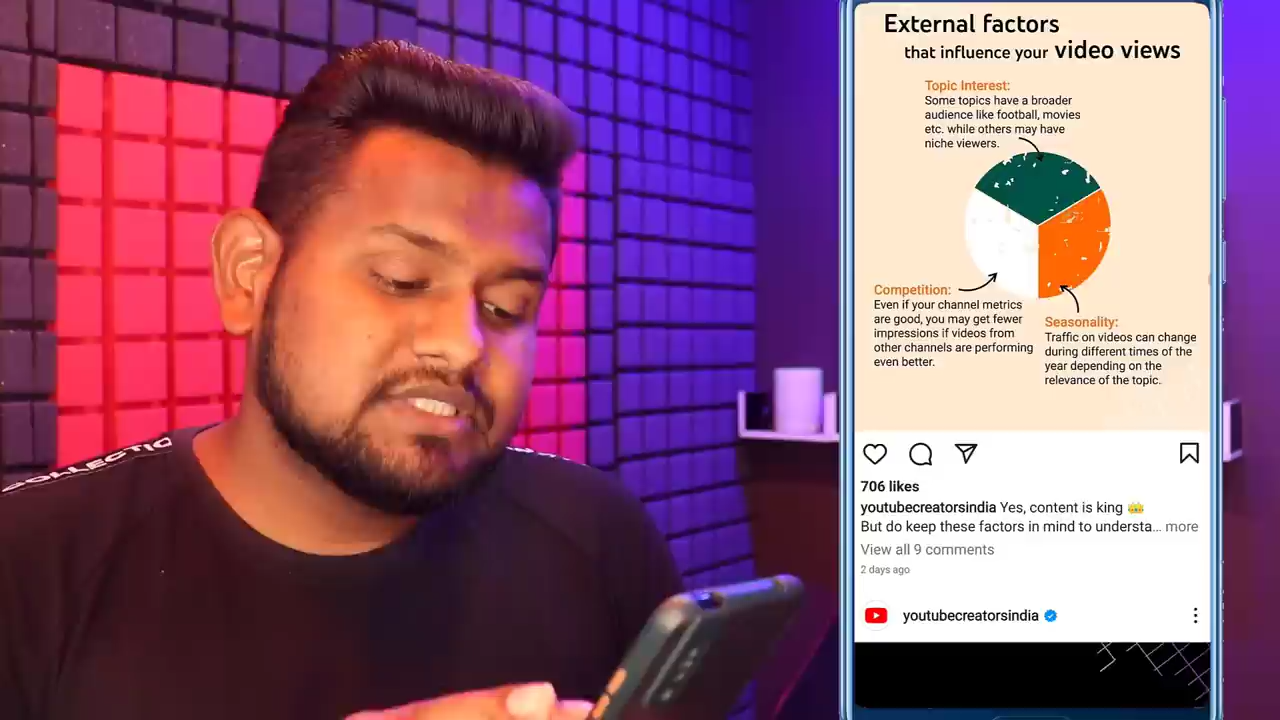 COLLECTIO
External factors
that influence your video views
Topic Interest:
Some topics have a broader
audience like football, movies
etc. while others may have
niche viewers.
Competition:
Even if your channel metrics
are good, you may get fewer
impressions if videos from
other channels are performing
even better.
Seasonality:
Traffic on videos can change
during different times of the
year depending on the
relevance of the topic.
706 likes
youtubecreatorsindia Yes, content is king 👑
But do keep these factors in mind to understa... more
View all 9 comments
2 days ago
youtubecreatorsindia